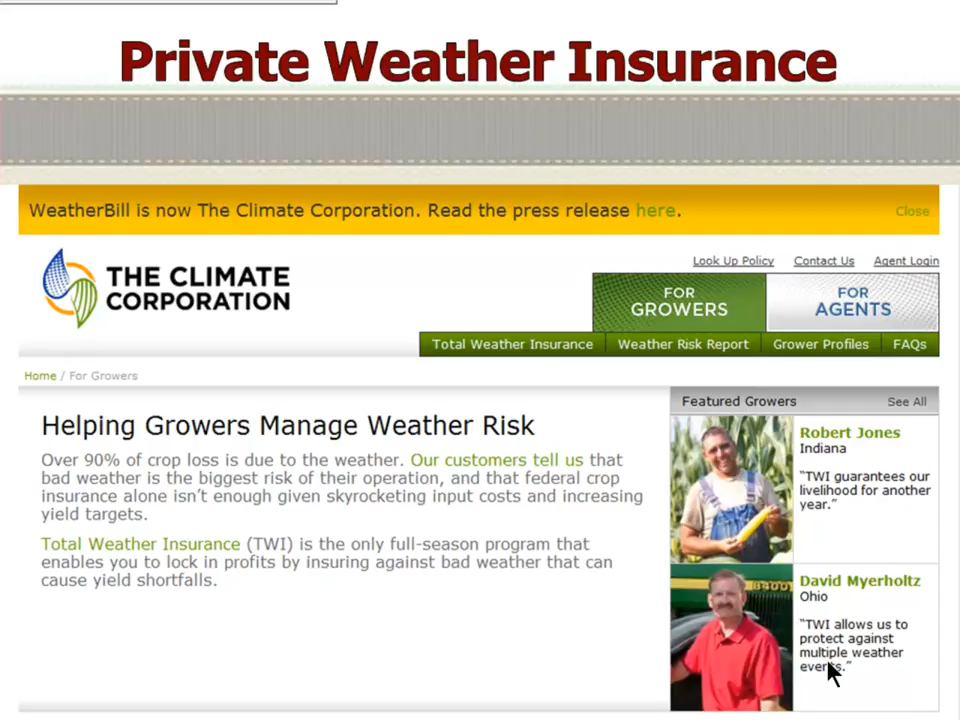 Private Weather Insurance
WeatherBill is now The Climate Corporation. Read the press release here.
Close
Look Up Policy
Contact Us
Agent Login
THE CLIMATE
CORPORATION
FOR
GROWERS
FOR
AGENTS
Total Weather Insurance
Weather Risk Report
Grower Profiles
FAQs
Home / For Growers
Helping Growers Manage Weather Risk
Over 90% of crop loss is due to the weather. Our customers tell us that
bad weather is the biggest risk of their operation, and that federal crop
insurance alone isn't enough given skyrocketing input costs and increasing
yield targets.
Total Weather Insurance (TWI) is the only full-season program that
enables you to lock in profits by insuring against bad weather that can
cause yield shortfalls.
Featured Growers
See All
Robert Jones
Indiana
“TWI guarantees our
livelihood for another
year.”
David Myerholtz
Ohio
“TWI allows us to
protect against
multiple weather
events.”